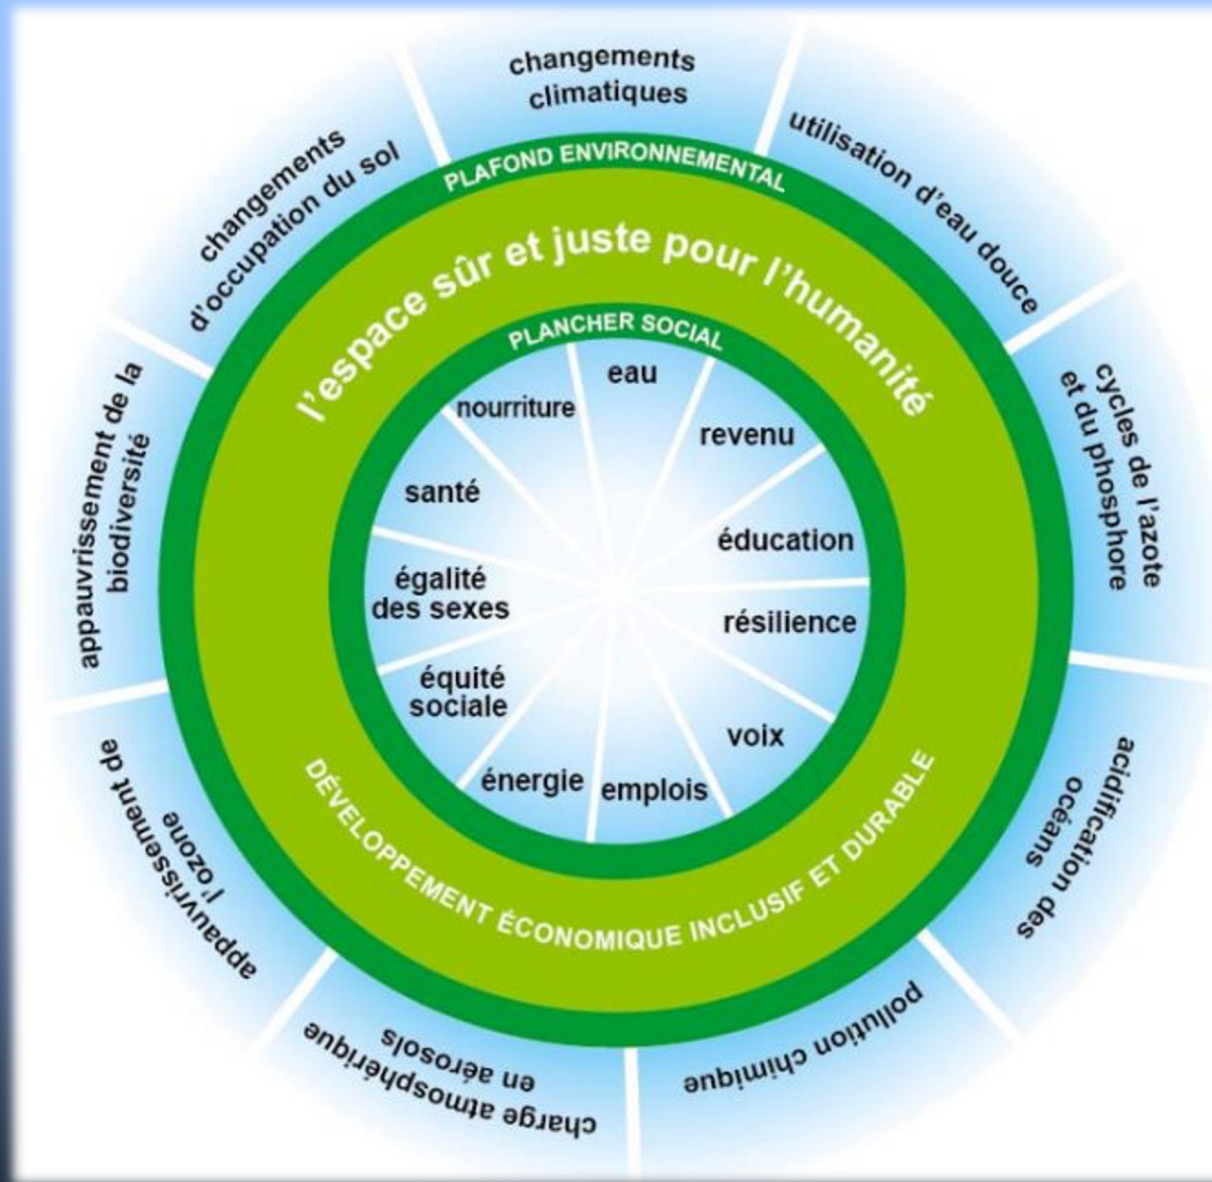 changements
climatiques
utilisation d'eau douce
cycles de l'azote
et du phosphore
acidification des
océans
pollution chimique
charge atmosphérique
en aérosols
appauvrissement de
l'ozone
appauvrissement de la
biodiversité
changements
d'occupation du sol
PLAFOND ENVIRONNEMENTAL
l'espace sûr et juste pour l'humanité
PLANCHER SOCIAL
eau
revenu
éducation
résilience
voix
emplois
énergie
équité
sociale
égalité
des sexes
santé
nourriture
DÉVELOPPEMENT ÉCONOMIQUE INCLUSIF ET DURABLE